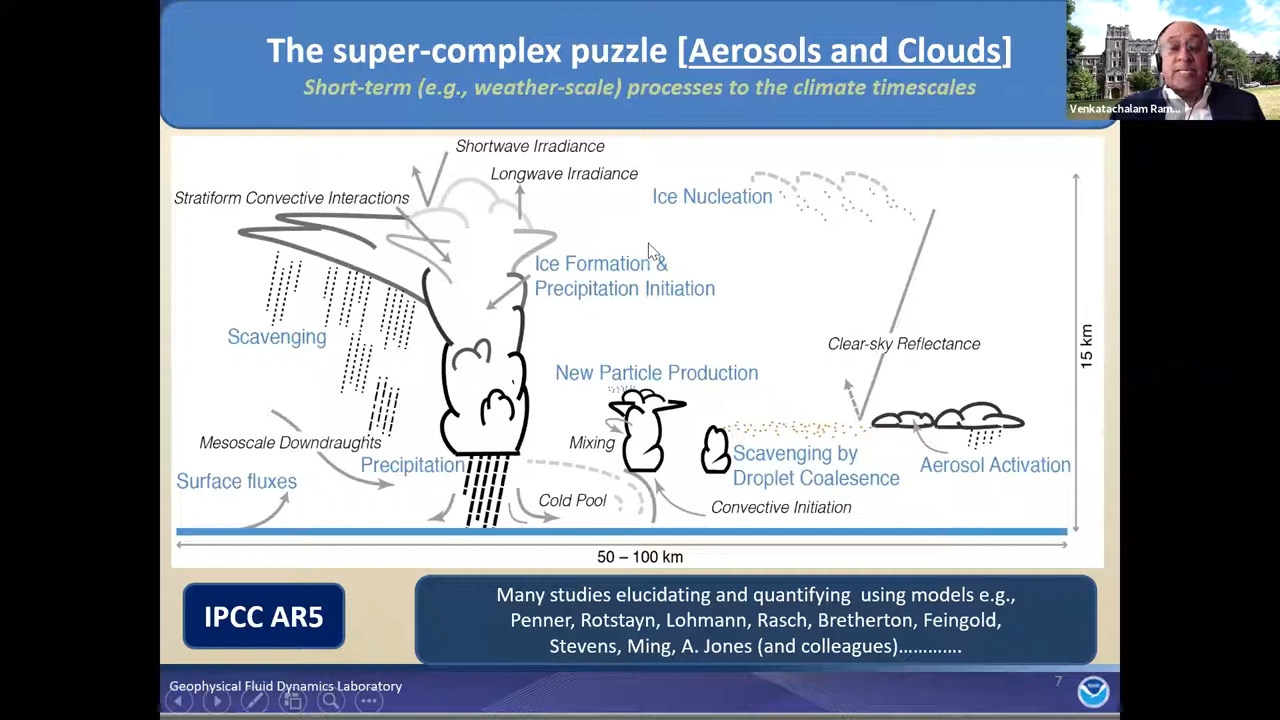 The super-complex puzzle [Aerosols and Clouds]
Short-term (e.g., weather-scale) processes to the climate timescales
Venkatachalam Ram...
Shortwave Irradiance
Longwave Irradiance
Stratiform Convective Interactions
Ice Nucleation
Ice Formation &
Precipitation Initiation
Scavenging
Clear-sky Reflectance
15 km
New Particle Production
Mesoscale Downdraughts
Mixing
Precipitation
Scavenging by
Droplet Coalesence
Aerosol Activation
Surface fluxes
Cold Pool
Convective Initiation
50 – 100 km
IPCC AR5
Many studies elucidating and quantifying using models e.g.,
Penner, Rotstayn, Lohmann, Rasch, Bretherton, Feingold,
Stevens, Ming, A. Jones (and colleagues)………….
Geophysical Fluid Dynamics Laboratory
7